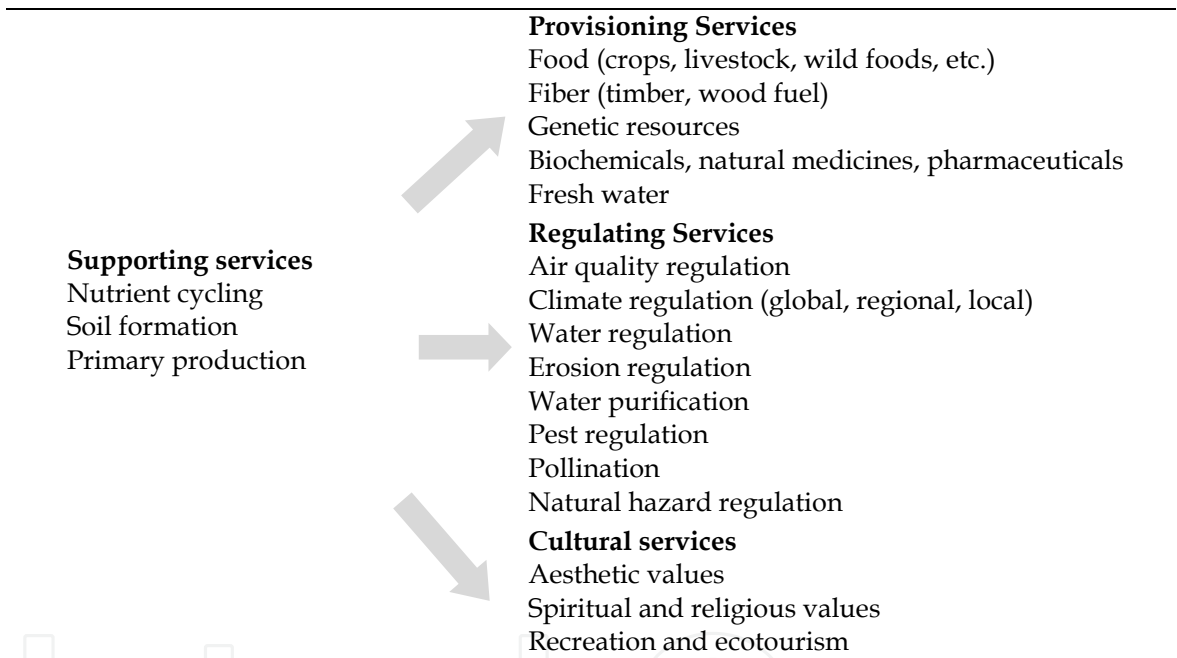 Supporting services
Nutrient cycling
Soil formation
Primary production
Provisioning Services
Food (crops, livestock, wild foods, etc.)
Fiber (timber, wood fuel)
Genetic resources
Biochemicals, natural medicines, pharmaceuticals
Fresh water
Regulating Services
Air quality regulation
Climate regulation (global, regional, local)
Water regulation
Erosion regulation
Water purification
Pest regulation
Pollination
Natural hazard regulation
Cultural services
Aesthetic values
Spiritual and religious values
Recreation and ecotourism